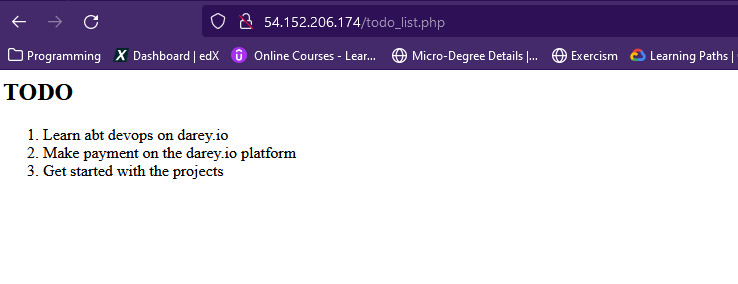 54.152.206.174/todo_list.php
Programming Dashboard | edX Online Courses - Lear... Micro-Degree Details |... Exercism Learning Paths |
TODO
1. Learn abt devops on darey.io
2. Make payment on the darey.io platform
3. Get started with the projects